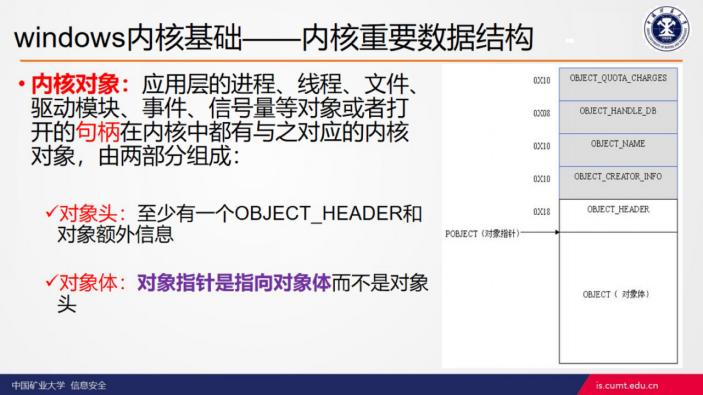 windows内核基础——内核重要数据结构
•内核对象：应用层的进程、线程、文件、
驱动模块、事件、信号量等对象或者打
开的句柄在内核中都有与之对应的内核
对象，由两部分组成：
✓对象头：至少有一个OBJECT_HEADER和
对象额外信息
✓对象体：对象指针是指向对象体而不是对象
头
0X10 OBJECT_QUOTA_CHARGES
0X08 OBJECT_HANDLE_DB
0X10 OBJECT_NAME
0X10 OBJECT_CREATOR_INFO
0X18 OBJECT_HEADER
POBJECT（对象指针）
OBJECT（ 对象体）
中国矿业大学 信息安全
is.cumt.edu.cn